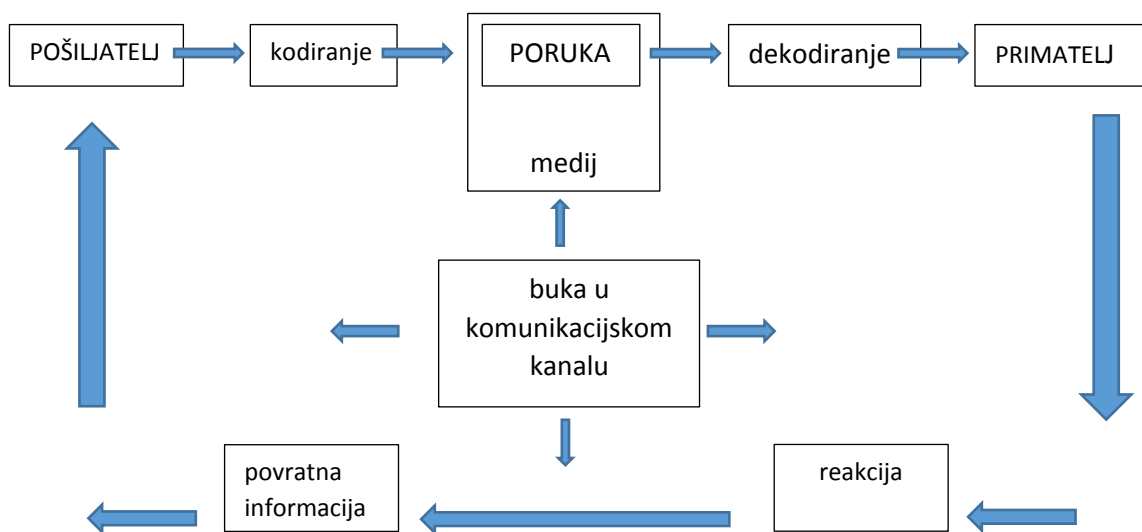 POŠILJATELJ
kodiranje
PORUKA
medij
dekodiranje
PRIMATELJ
buka u
komunikacijskom
kanalu
povratna
informacija
reakcija